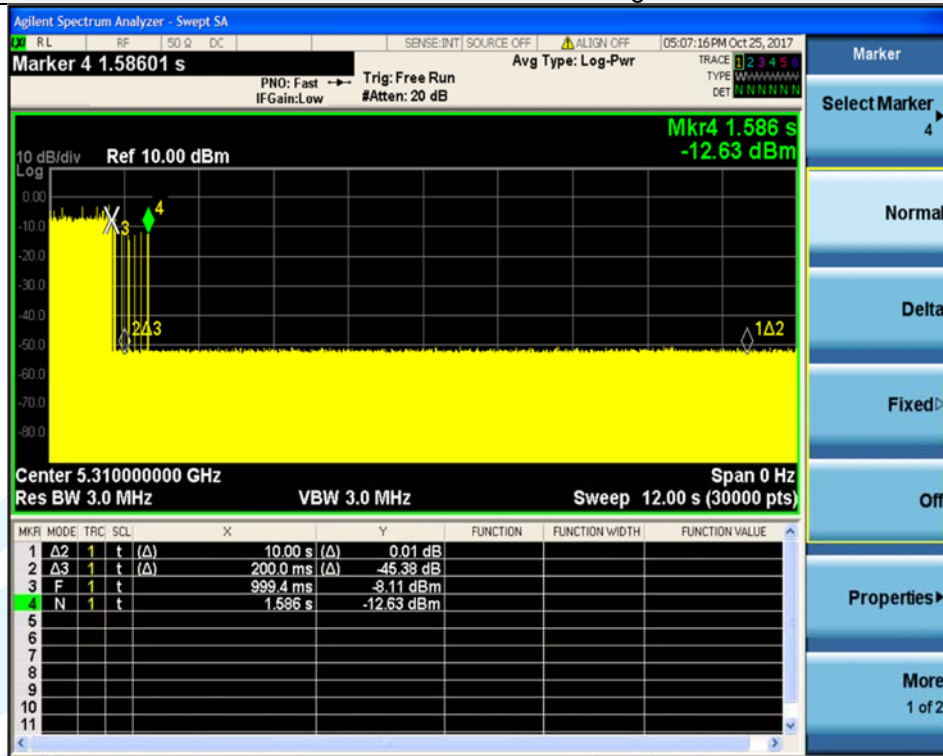 Agilent Spectrum Analyzer - Swept SA
LXI RL RF 50 Ω DC SENSE:INT SOURCE OFF ALIGN OFF 05:07:16 PM Oct 25, 2017
Marker 4 1.58601 s
PNO: Fast
IFGain:Low
Trig: Free Run
#Atten: 20 dB
Avg Type: Log-Pwr
TRACE 1 2 3 4 5 6
TYPE WWWWWW
DET N N N N N N
Mkr4 1.586 s
-12.63 dBm
10 dB/div Ref 10.00 dBm
Log
0.00
-10.0
-20.0
-30.0
-40.0
-50.0
-60.0
-70.0
-80.0
3
4
2Δ3
1Δ2
Center 5.310000000 GHz Span 0 Hz
Res BW 3.0 MHz VBW 3.0 MHz Sweep 12.00 s (30000 pts)
MKR MODE TRC SCL X Y FUNCTION FUNCTION WIDTH FUNCTION VALUE
1 Δ2 1 t (Δ) 10.00 s (Δ) 0.01 dB
2 Δ3 1 t (Δ) 200.0 ms (Δ) -45.38 dB
3 F 1 t 999.4 ms -8.11 dBm
4 N 1 t 1.586 s -12.63 dBm
5
6
7
8
9
10
11
Marker
Select Marker
4
Normal
Delta
Fixed
Off
Properties
More
1 of 2